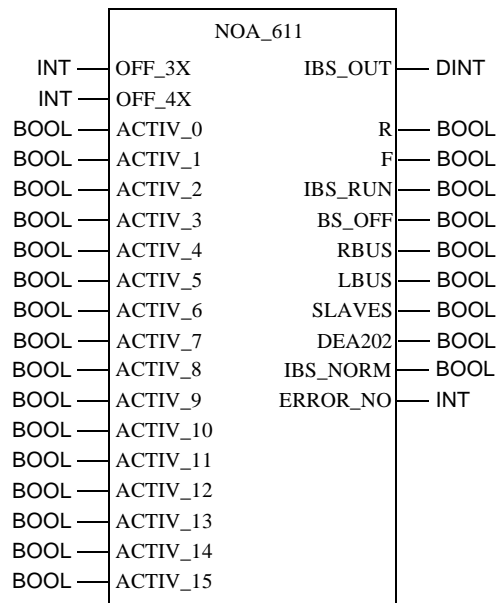 NOA_611
INT OFF_3X IBS_OUT DINT
INT OFF_4X
BOOL ACTIV_0 R BOOL
BOOL ACTIV_1 F BOOL
BOOL ACTIV_2 IBS_RUN BOOL
BOOL ACTIV_3 BS_OFF BOOL
BOOL ACTIV_4 RBUS BOOL
BOOL ACTIV_5 LBUS BOOL
BOOL ACTIV_6 SLAVES BOOL
BOOL ACTIV_7 DEA202 BOOL
BOOL ACTIV_8 IBS_NORM BOOL
BOOL ACTIV_9 ERROR_NO INT
BOOL ACTIV_10
BOOL ACTIV_11
BOOL ACTIV_12
BOOL ACTIV_13
BOOL ACTIV_14
BOOL ACTIV_15